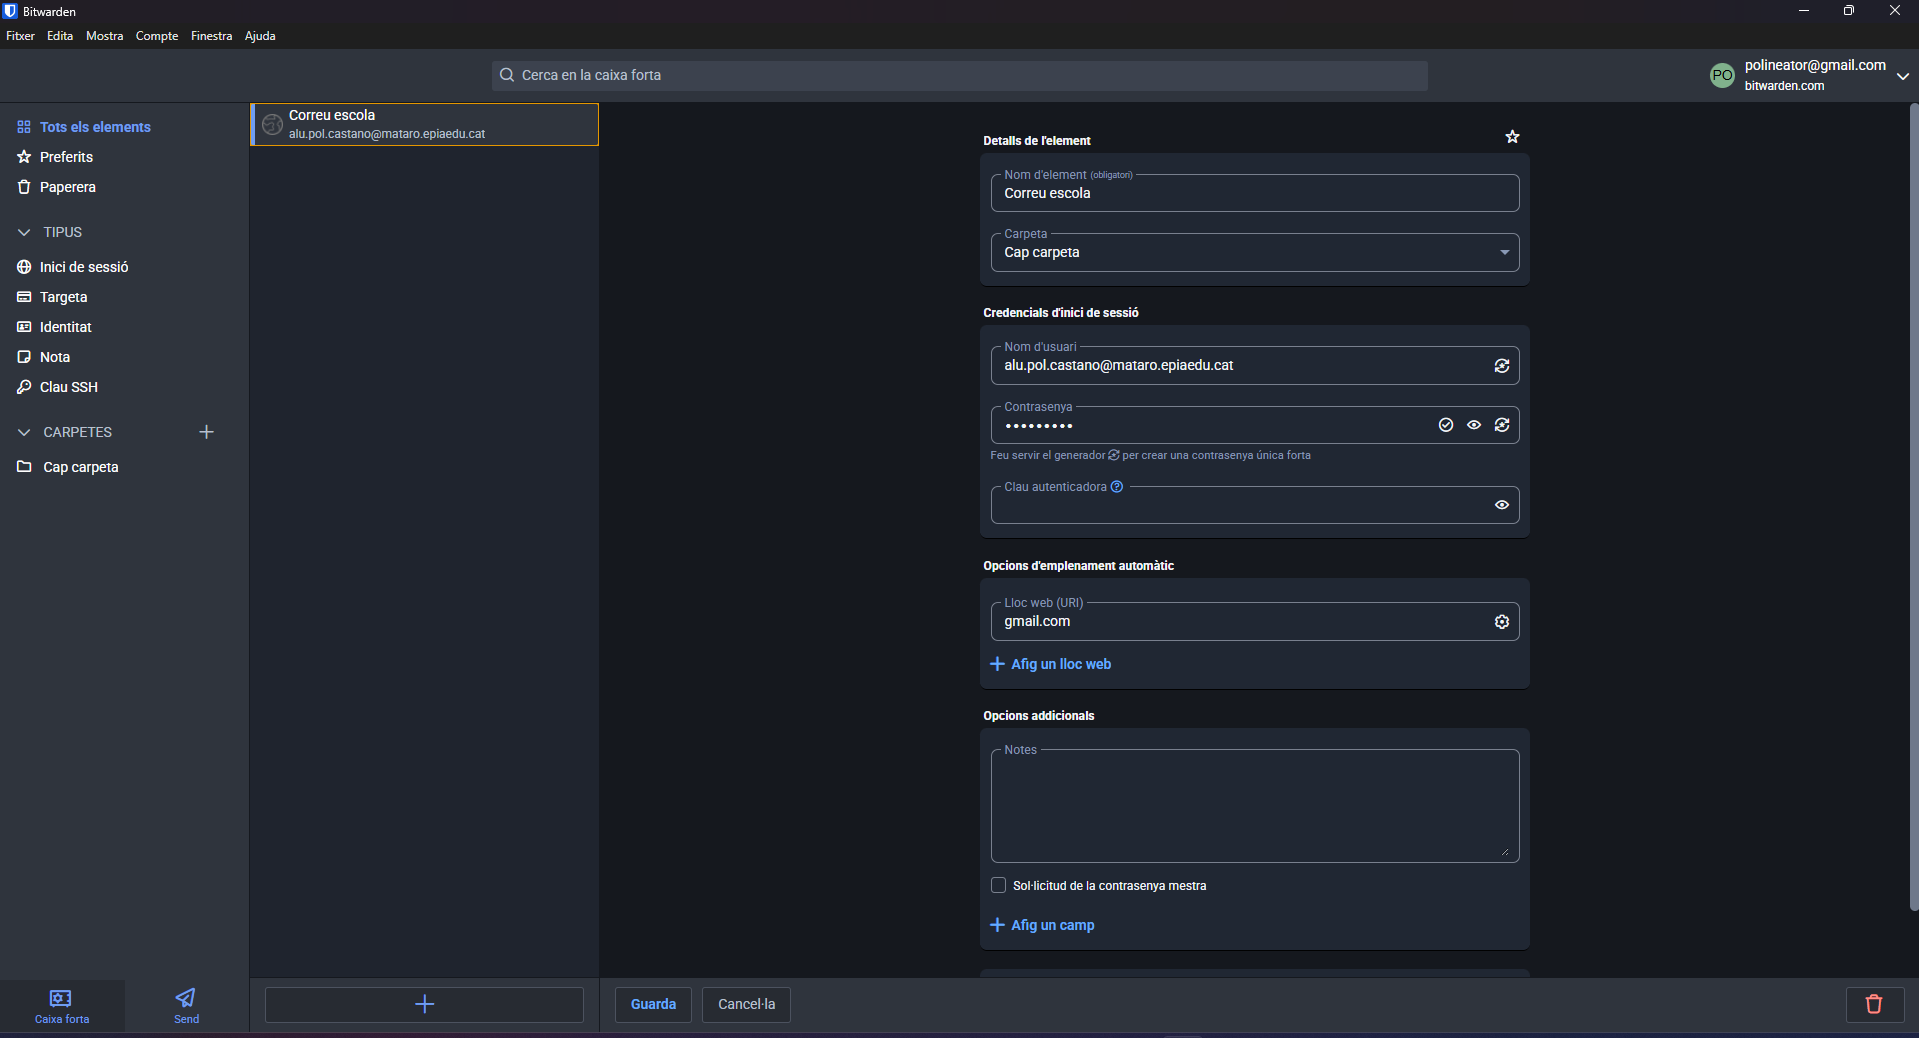 Bitwarden
Fitxer Edita Mostra Compte Finestra Ajuda
Cerca en la caixa forta
PO
polineator@gmail.com
bitwarden.com
Tots els elements
Preferits
Paperera
TIPUS
Inici de sessió
Targeta
Identitat
Nota
Clau SSH
CARPETES
Cap carpeta
Caixa forta
Send
Correu escola
alu.pol.castano@mataro.epiaedu.cat
Detalls de l'element
Nom d'element (obligatori)
Correu escola
Carpeta
Cap carpeta
Credencials d'inici de sessió
Nom d'usuari
alu.pol.castano@mataro.epiaedu.cat
Contrasenya
•••••••••
Feu servir el generador per crear una contrasenya única forta
Clau autenticadora
Opcions d'emplenament automàtic
Lloc web (URI)
gmail.com
Afig un lloc web
Opcions addicionals
Notes
Sol·licitud de la contrasenya mestra
Afig un camp
Guarda
Cancel·la